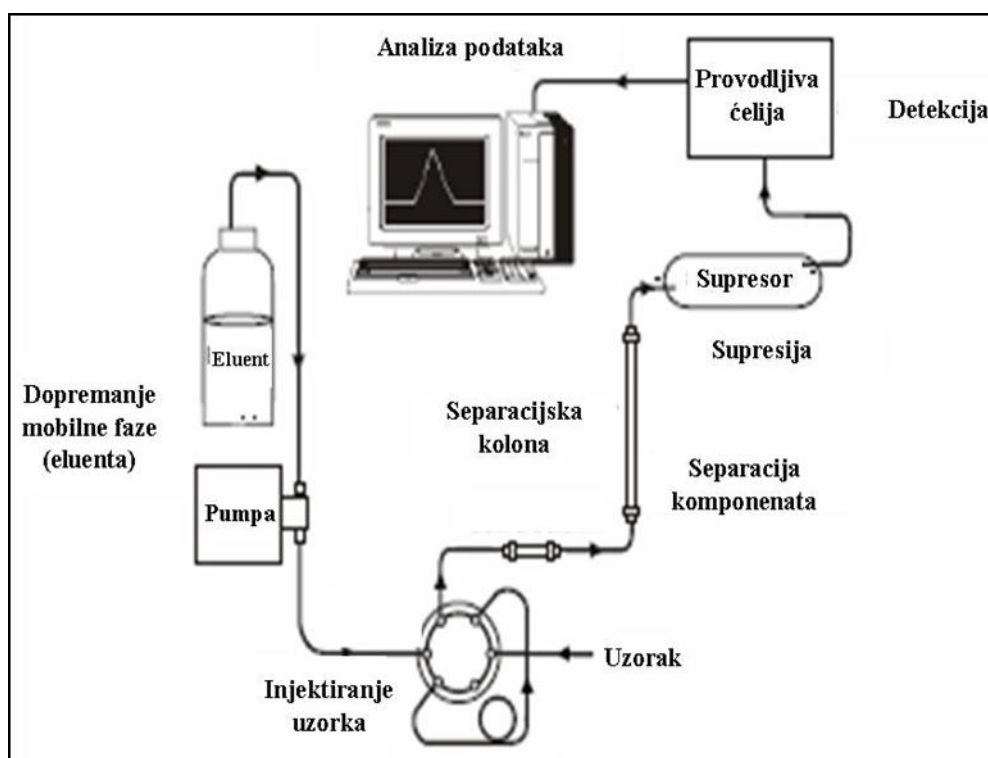 Analiza podataka
Provodljiva
ćelija
Detekcija
Supresor
Supresija
Eluent
Dopremanje
mobilne faze
(eluenta)
Separacijska
kolona
Separacija
komponenata
Pumpa
Uzorak
Injektiranje
uzorka